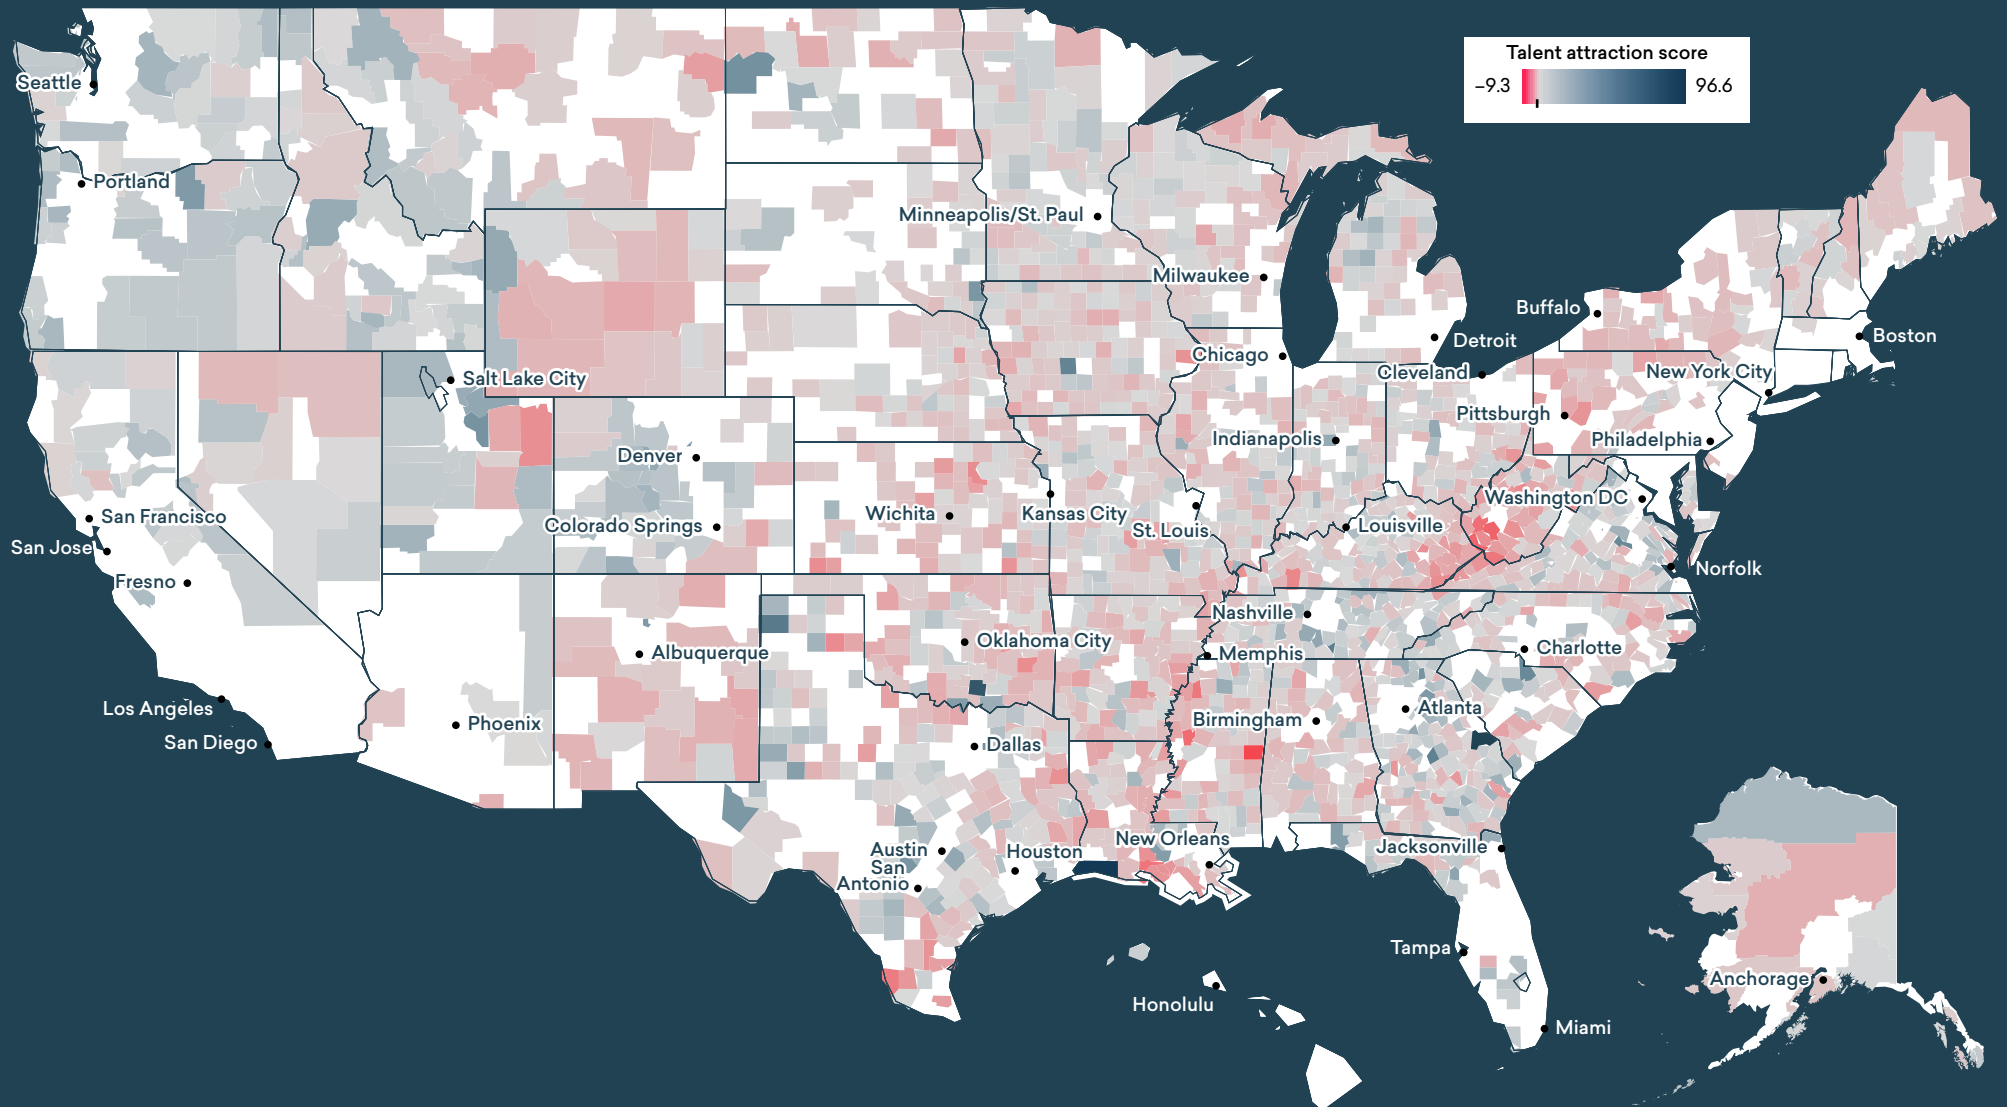 Talent attraction score
–9.3
96.6
Seattle
Portland
Minneapolis/St. Paul
Milwaukee
Buffalo
Boston
Detroit
Chicago
Cleveland
New York City
Salt Lake City
Pittsburgh
Philadelphia
Indianapolis
Denver
Washington DC
San Francisco
Wichita
Kansas City
Colorado Springs
St. Louis
Louisville
San Jose
Fresno
Norfolk
Nashville
Oklahoma City
Albuquerque
Memphis
Charlotte
Los Angeles
Phoenix
Birmingham
Atlanta
San Diego
Dallas
New Orleans
Austin
Houston
Jacksonville
San
Antonio
Tampa
Anchorage
Honolulu
Miami